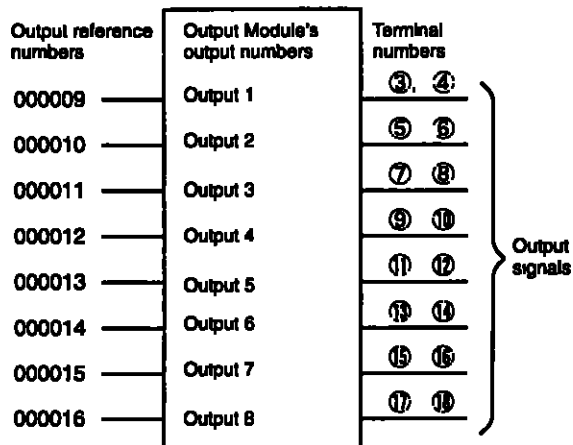 Output reference numbers
Output Module's output numbers
Terminal numbers
000009 Output 1 ③, ④
000010 Output 2 ⑤ ⑥
000011 Output 3 ⑦ ⑧
000012 Output 4 ⑨ ⑩
000013 Output 5 ⑪ ⑫
000014 Output 6 ⑬ ⑭
000015 Output 7 ⑮ ⑯
000016 Output 8 ⑰ ⑱
Output signals